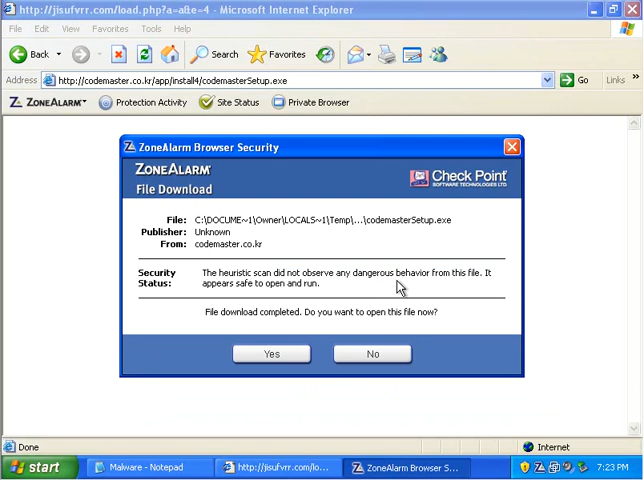 http://jisufvrr.com/load.php?a=a&e=4 - Microsoft Internet Explorer
File Edit View Favorites Tools Help
Back Search Favorites
Address http://codemaster.co.kr/app/install4/codemasterSetup.exe Go Links »
ZONEALARM Protection Activity Site Status Private Browser
ZoneAlarm Browser Security
ZONEALARM
File Download
Check Point
SOFTWARE TECHNOLOGIES LTD.
File: C:\DOCUME~1\Owner\LOCALS~1\Temp\...\codemasterSetup.exe
Publisher: Unknown
From: codemaster.co.kr
Security Status: The heuristic scan did not observe any dangerous behavior from this file. It
appears safe to open and run.
File download completed. Do you want to open this file now?
Yes No
Done Internet
start Malware - Notepad http://jisufvrr.com/lo... ZoneAlarm Browser S... 7:23 PM